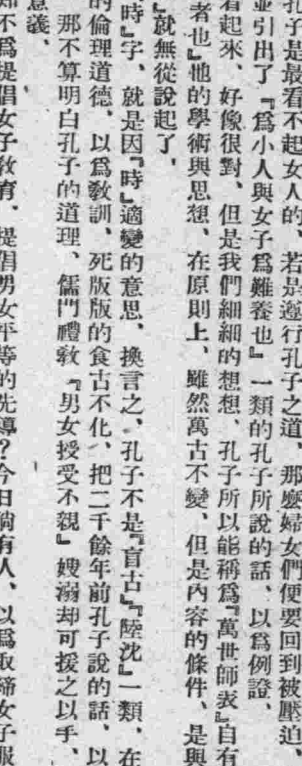 孔子是最看不起女人的、若是遵行孔子之道、那麼婦女們便要回到被壓迫、
並引出了『爲小人與女子爲難養也』一類的孔子所說的話、以爲例證、
看起來、好像很對、但是我們細細的想想、孔子所以能稱爲『萬世師表』自有
者也』他的學術與思想、在原則上、雖然萬古不變、但是內容的條件、是與
』就無從說起了、
時』字、就是因『時』適變的意思、換言之、孔子不是『盲古』『陸沈』一類、在
的倫理道德、以爲敎訓、死版版的食古不化、把二千餘年前孔子說的話、以
那不算明白孔子的道理、儒門禮敎『男女授受不親』嫂溺却可援之以手、
意義、
知不爲提倡女子敎育、提倡男女平等的先導？今日倘有人、以爲取締女子服